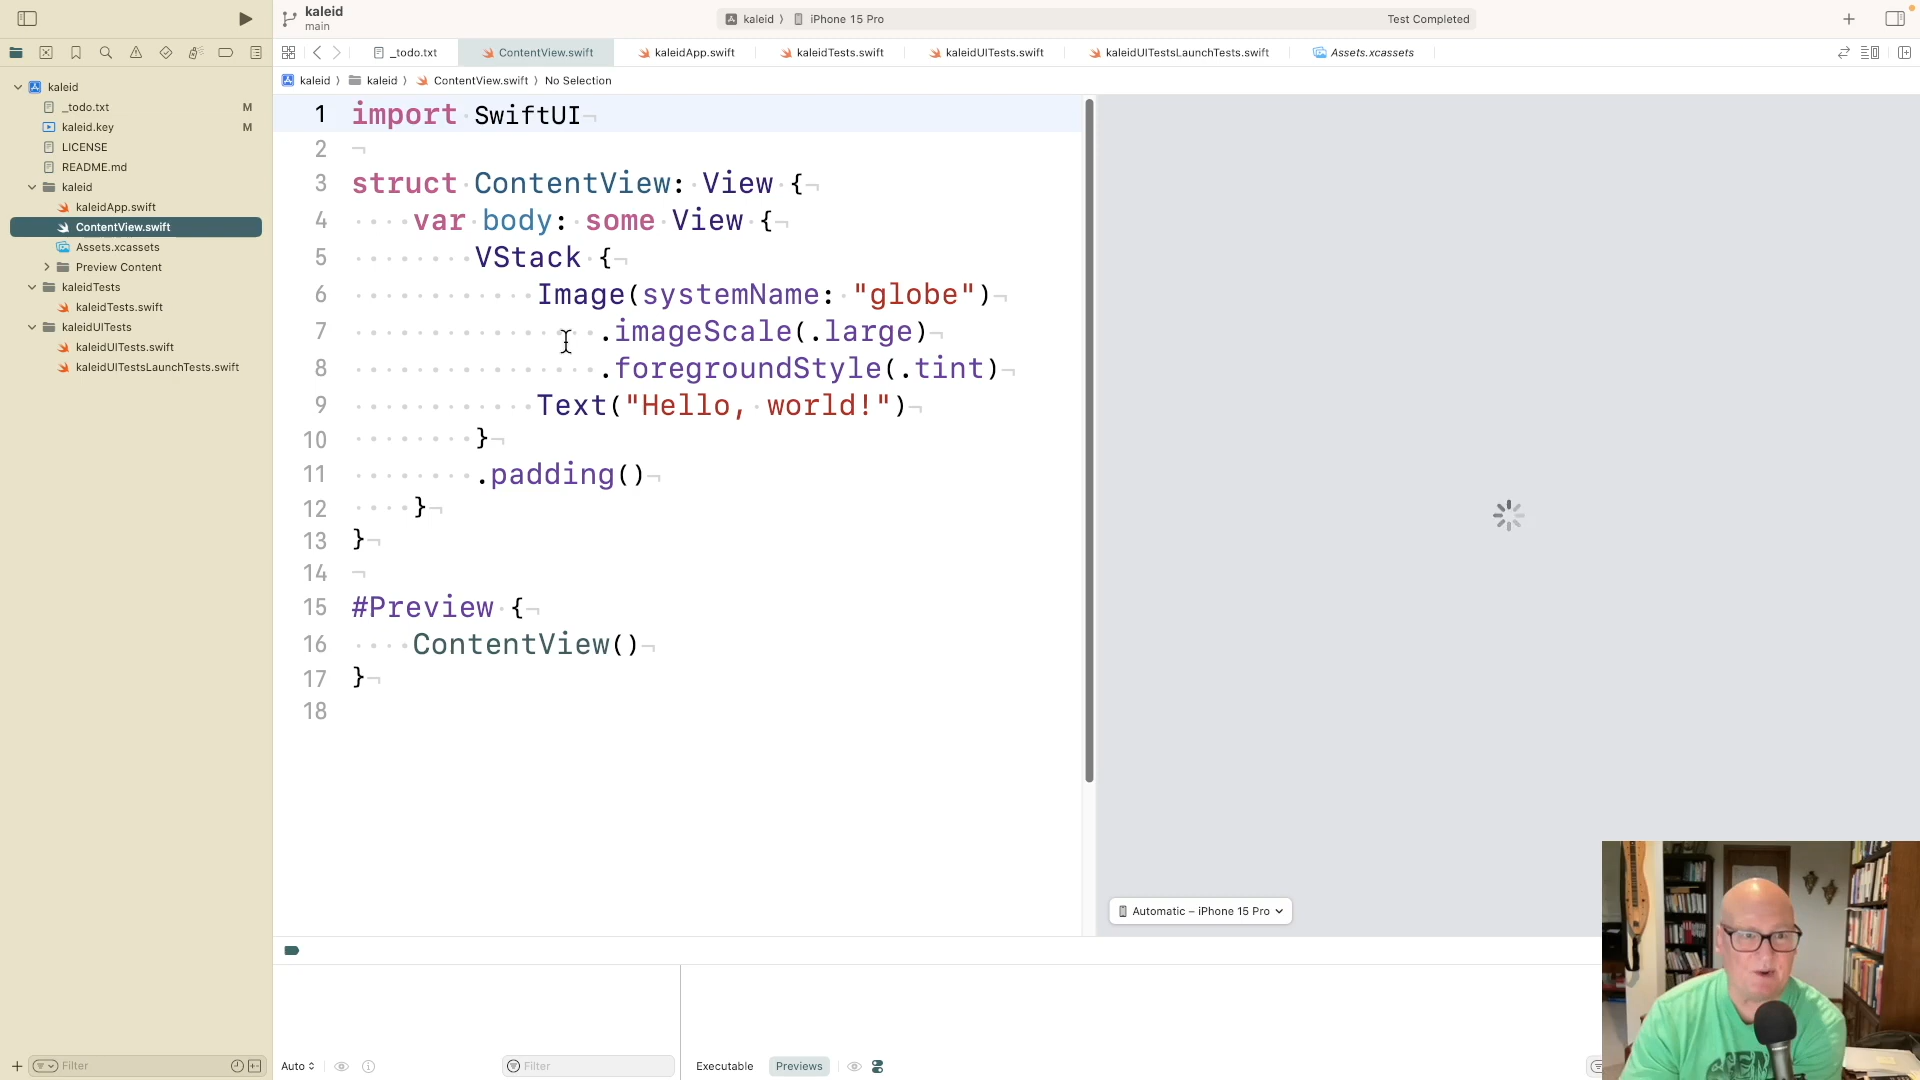 kaleid
main
kaleid 〉 iPhone 15 Pro
Test Completed
_todo.txt
ContentView.swift
kaleidApp.swift
kaleidTests.swift
kaleidUITests.swift
kaleidUITestsLaunchTests.swift
Assets.xcassets
kaleid 〉 kaleid 〉 ContentView.swift 〉 No Selection
kaleid
_todo.txt M
kaleid.key M
LICENSE
README.md
kaleid
kaleidApp.swift
ContentView.swift
Assets.xcassets
Preview Content
kaleidTests
kaleidTests.swift
kaleidUITests
kaleidUITests.swift
kaleidUITestsLaunchTests.swift
1 import SwiftUI
2
3 struct ContentView: View {
4 var body: some View {
5 VStack {
6 Image(systemName: "globe")
7 .imageScale(.large)
8 .foregroundStyle(.tint)
9 Text("Hello, world!")
10 }
11 .padding()
12 }
13 }
14
15 #Preview {
16 ContentView()
17 }
18
Automatic – iPhone 15 Pro
Filter
Auto
Filter
Executable
Previews